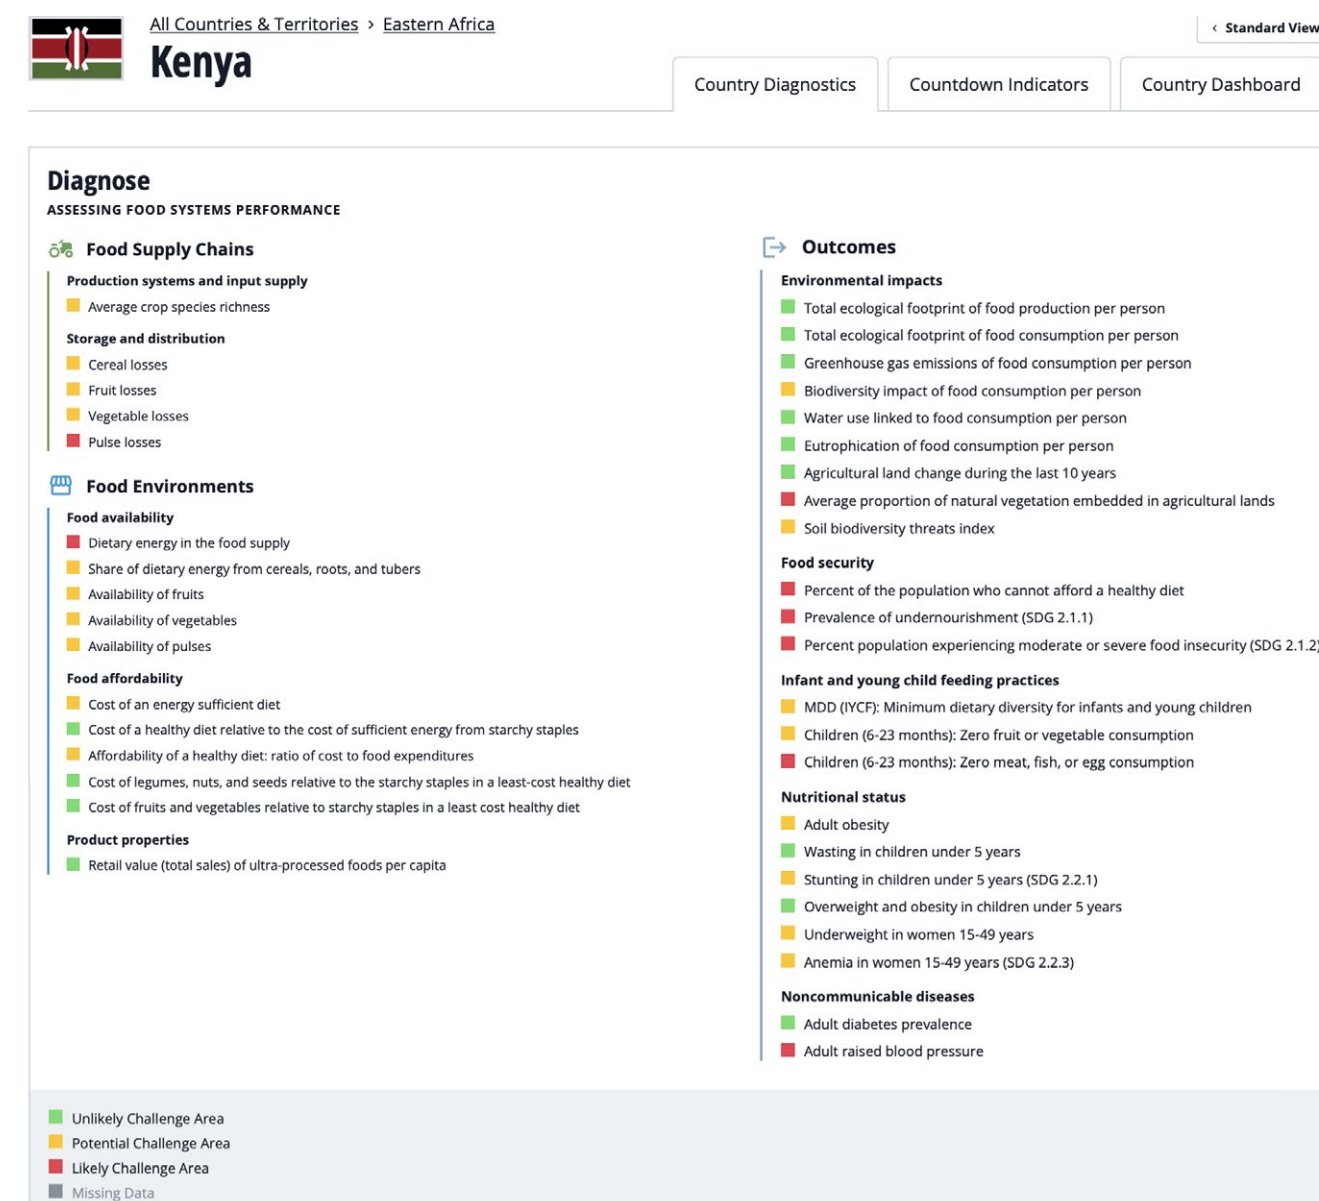 All Countries & Territories › Eastern Africa
Kenya
‹ Standard View
Country Diagnostics
Countdown Indicators
Country Dashboard
Diagnose
ASSESSING FOOD SYSTEMS PERFORMANCE
Food Supply Chains
Production systems and input supply
Average crop species richness
Storage and distribution
Cereal losses
Fruit losses
Vegetable losses
Pulse losses
Food Environments
Food availability
Dietary energy in the food supply
Share of dietary energy from cereals, roots, and tubers
Availability of fruits
Availability of vegetables
Availability of pulses
Food affordability
Cost of an energy sufficient diet
Cost of a healthy diet relative to the cost of sufficient energy from starchy staples
Affordability of a healthy diet: ratio of cost to food expenditures
Cost of legumes, nuts, and seeds relative to the starchy staples in a least-cost healthy diet
Cost of fruits and vegetables relative to starchy staples in a least cost healthy diet
Product properties
Retail value (total sales) of ultra-processed foods per capita
Outcomes
Environmental impacts
Total ecological footprint of food production per person
Total ecological footprint of food consumption per person
Greenhouse gas emissions of food consumption per person
Biodiversity impact of food consumption per person
Water use linked to food consumption per person
Eutrophication of food consumption per person
Agricultural land change during the last 10 years
Average proportion of natural vegetation embedded in agricultural lands
Soil biodiversity threats index
Food security
Percent of the population who cannot afford a healthy diet
Prevalence of undernourishment (SDG 2.1.1)
Percent population experiencing moderate or severe food insecurity (SDG 2.1.2)
Infant and young child feeding practices
MDD (IYCF): Minimum dietary diversity for infants and young children
Children (6-23 months): Zero fruit or vegetable consumption
Children (6-23 months): Zero meat, fish, or egg consumption
Nutritional status
Adult obesity
Wasting in children under 5 years
Stunting in children under 5 years (SDG 2.2.1)
Overweight and obesity in children under 5 years
Underweight in women 15-49 years
Anemia in women 15-49 years (SDG 2.2.3)
Noncommunicable diseases
Adult diabetes prevalence
Adult raised blood pressure
Unlikely Challenge Area
Potential Challenge Area
Likely Challenge Area
Missing Data